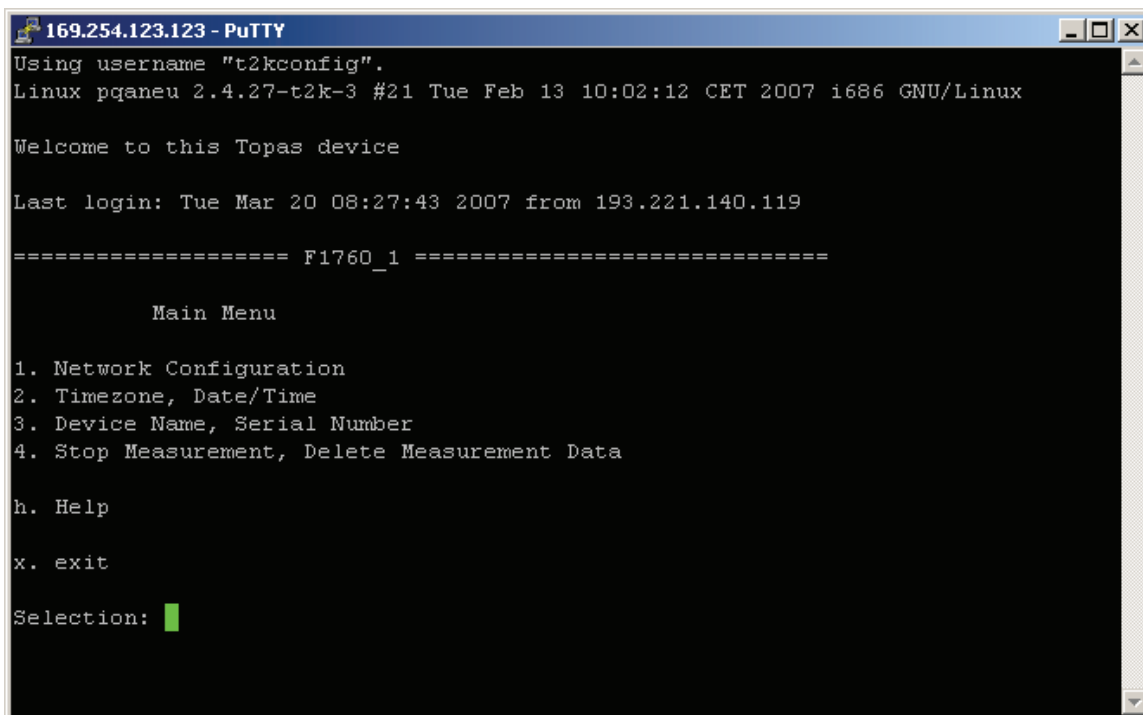 169.254.123.123 - PuTTY
Using username "t2kconfig".
Linux pqaneu 2.4.27-t2k-3 #21 Tue Feb 13 10:02:12 CET 2007 i686 GNU/Linux
Welcome to this Topas device
Last login: Tue Mar 20 08:27:43 2007 from 193.221.140.119
==================== F1760_1 ==============================
Main Menu
1. Network Configuration
2. Timezone, Date/Time
3. Device Name, Serial Number
4. Stop Measurement, Delete Measurement Data
h. Help
x. exit
Selection: